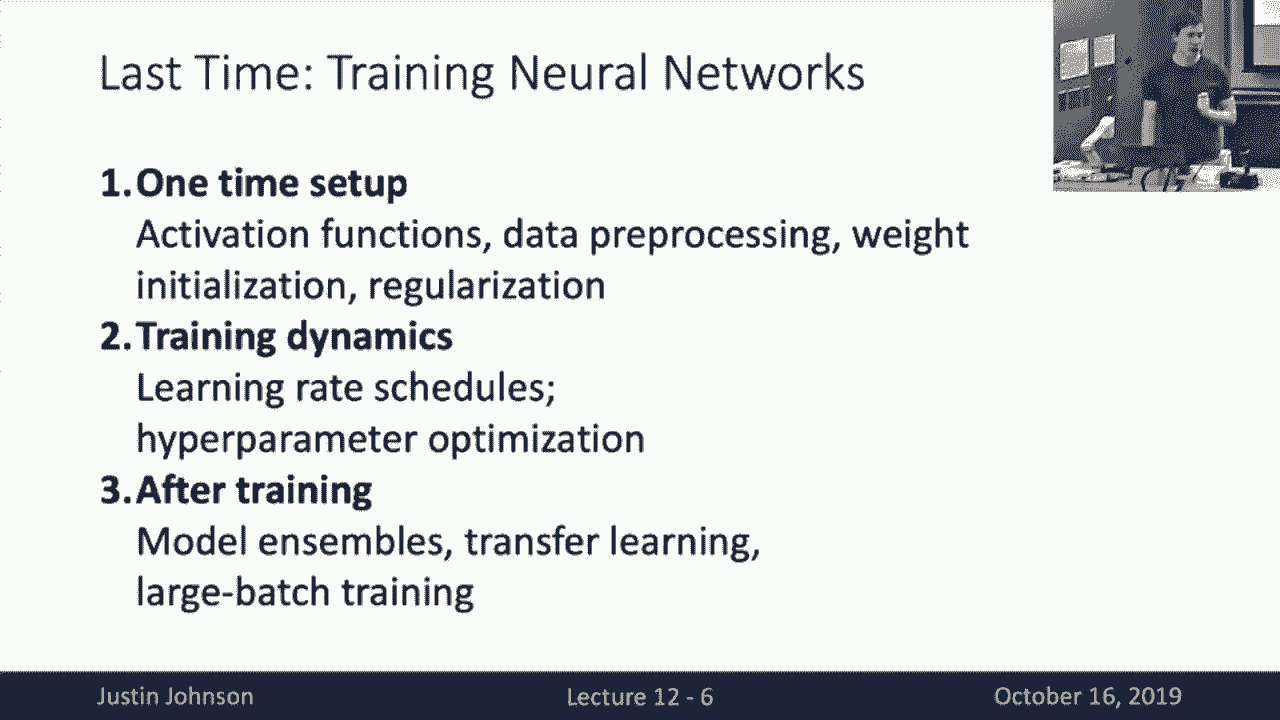 Last Time: Training Neural Networks
1. One time setup
Activation functions, data preprocessing, weight
initialization, regularization
2. Training dynamics
Learning rate schedules;
hyperparameter optimization
3. After training
Model ensembles, transfer learning,
large-batch training
Justin Johnson
Lecture 12 - 6
October 16, 2019